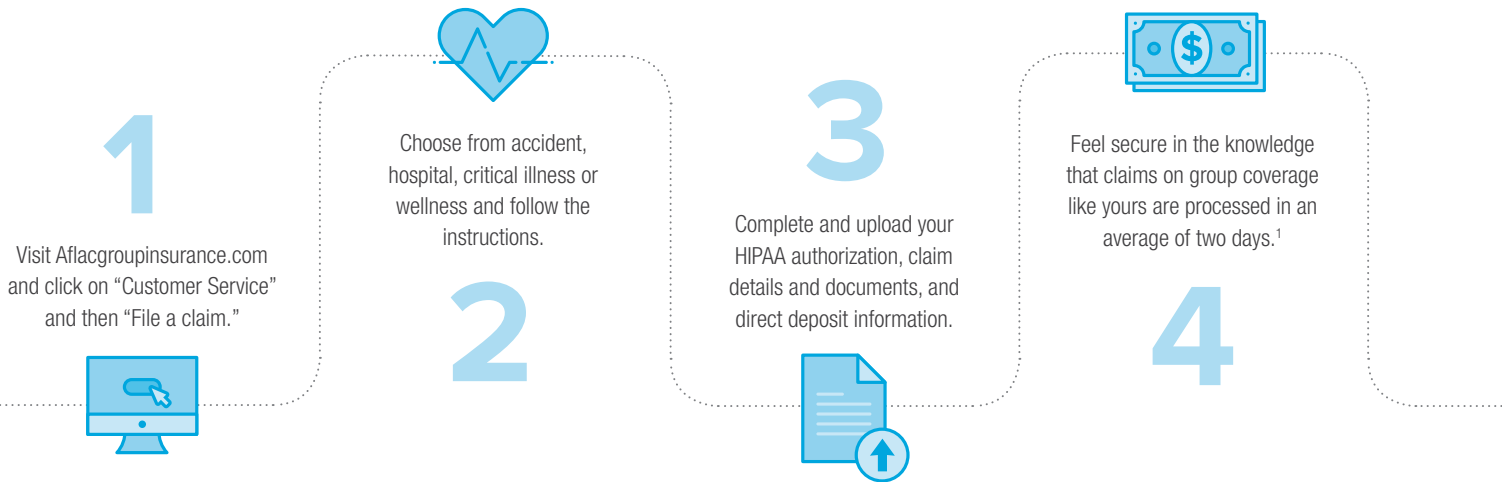 1
Visit Aflacgroupinsurance.com
and click on “Customer Service”
and then “File a claim.”
Choose from accident,
hospital, critical illness or
wellness and follow the
instructions.
2
3
Complete and upload your
HIPAA authorization, claim
details and documents, and
direct deposit information.
$
Feel secure in the knowledge
that claims on group coverage
like yours are processed in an
average of two days.1
4